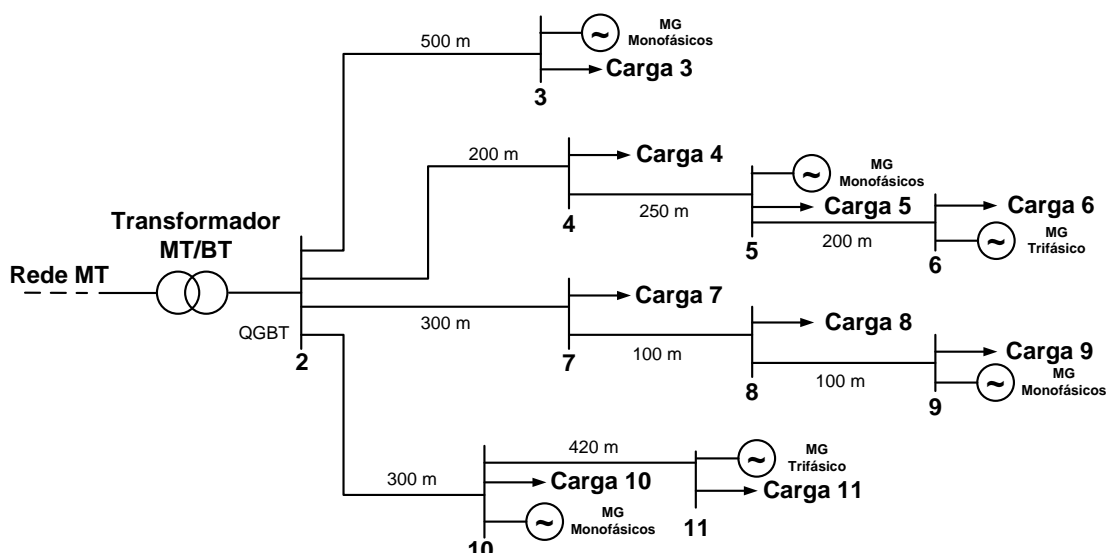 500 m
MG
Monofásicos
Carga 3
3
200 m
Carga 4
4
250 m
MG
Monofásicos
Carga 5
5
200 m
Carga 6
MG
Trifásico
6
Transformador
MT/BT
Rede MT
QGBT
2
300 m
Carga 7
7
100 m
Carga 8
8
100 m
Carga 9
MG
Monofásicos
9
300 m
420 m
Carga 10
MG
Monofásicos
10
MG
Trifásico
Carga 11
11